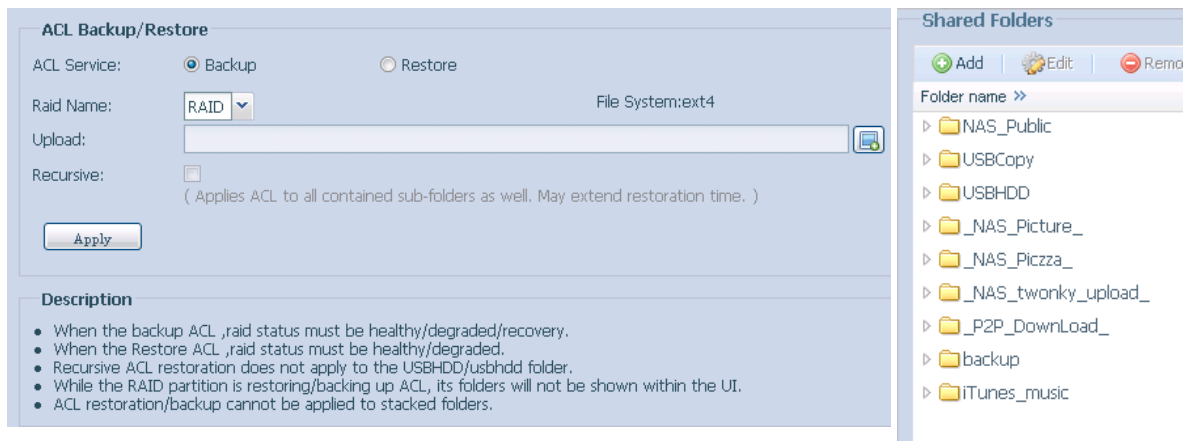 ACL Backup/Restore
ACL Service: Backup Restore
Raid Name: RAID File System:ext4
Upload:
Recursive:
( Applies ACL to all contained sub-folders as well. May extend restoration time. )
Apply
Description
• When the backup ACL ,raid status must be healthy/degraded/recovery.
• When the Restore ACL ,raid status must be healthy/degraded.
• Recursive ACL restoration does not apply to the USBHDD/usbhdd folder.
• While the RAID partition is restoring/backing up ACL, its folders will not be shown within the UI.
• ACL restoration/backup cannot be applied to stacked folders.
Shared Folders
Add Edit Remo
Folder name »
NAS_Public
USBCopy
USBHDD
_NAS_Picture_
_NAS_Piczza_
_NAS_twonky_upload_
_P2P_DownLoad_
backup
iTunes_music